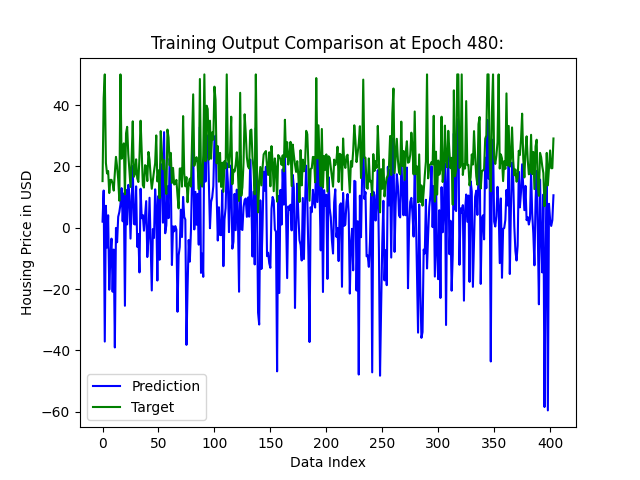 Training Output Comparison at Epoch 480:
Housing Price in USD
40
20
0
−20
−40
−60
Prediction
Target
0 50 100 150 200 250 300 350 400
Data Index